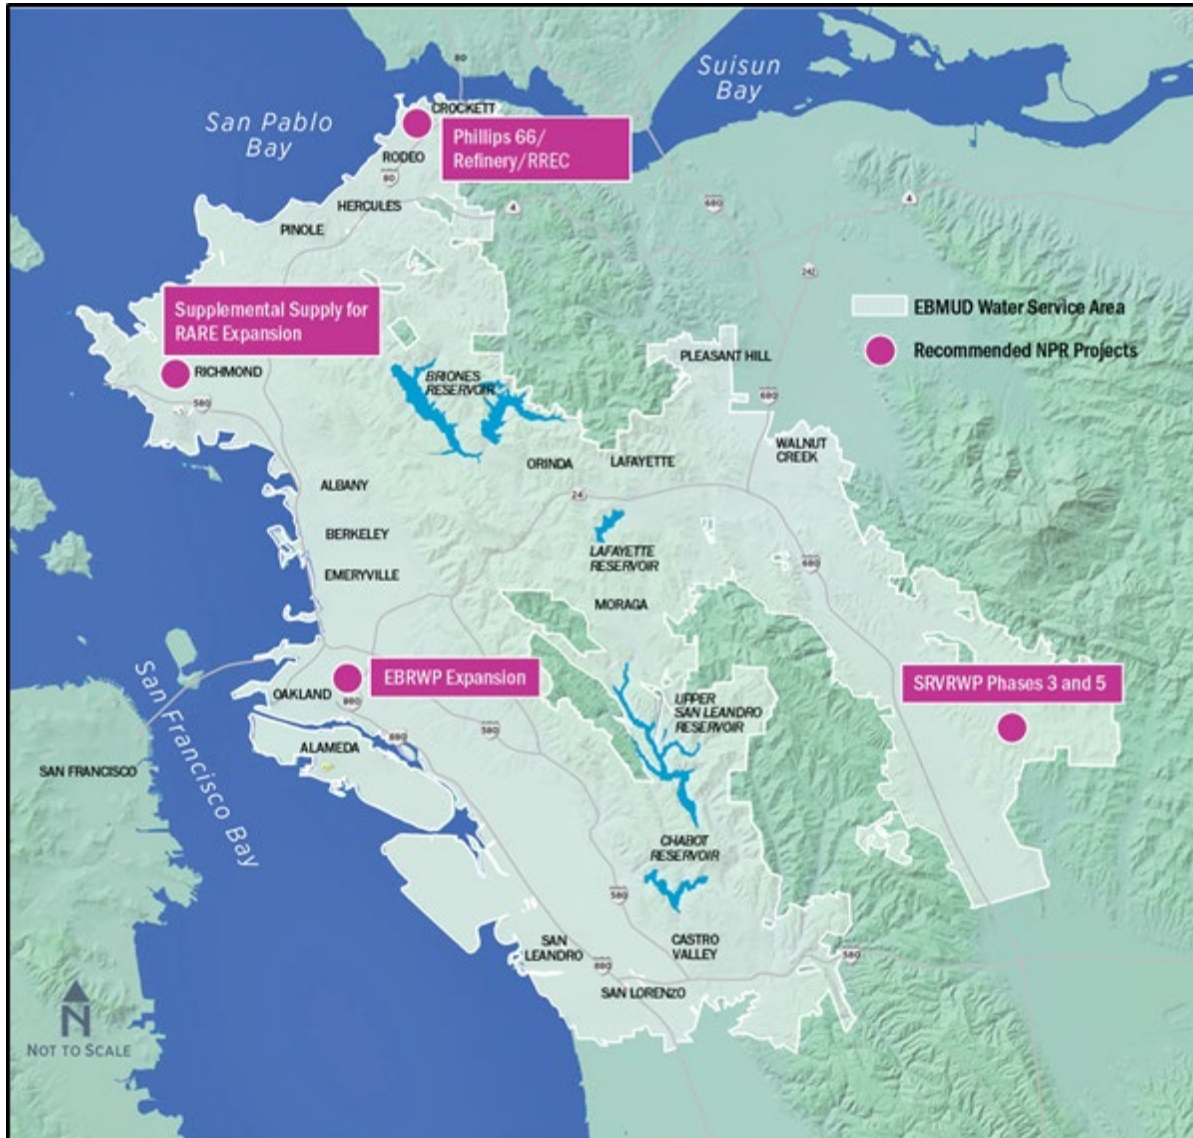 80
Suisun
Bay
San Pablo
Bay
CROCKETT
Phillips 66/
Refinery/RREC
RODEO
80
HERCULES
4
680
4
PINOLE
242
Supplemental Supply for
RARE Expansion
EBMUD Water Service Area
Recommended NPR Projects
PLEASANT HILL
RICHMOND
BRIONES
RESERVOIR
580
680
WALNUT
CREEK
ORINDA
LAFAYETTE
ALBANY
24
BERKELEY
LAFAYETTE
RESERVOIR
EMERYVILLE
680
MORAGA
San Francisco Bay
EBRWP Expansion
SRVRWP Phases 3 and 5
OAKLAND
880
UPPER
SAN LEANDRO
RESERVOIR
580
880
ALAMEDA
SAN FRANCISCO
CHABOT
RESERVOIR
580
SAN
LEANDRO
CASTRO
VALLEY
880
580
SAN LORENZO
N
NOT TO SCALE